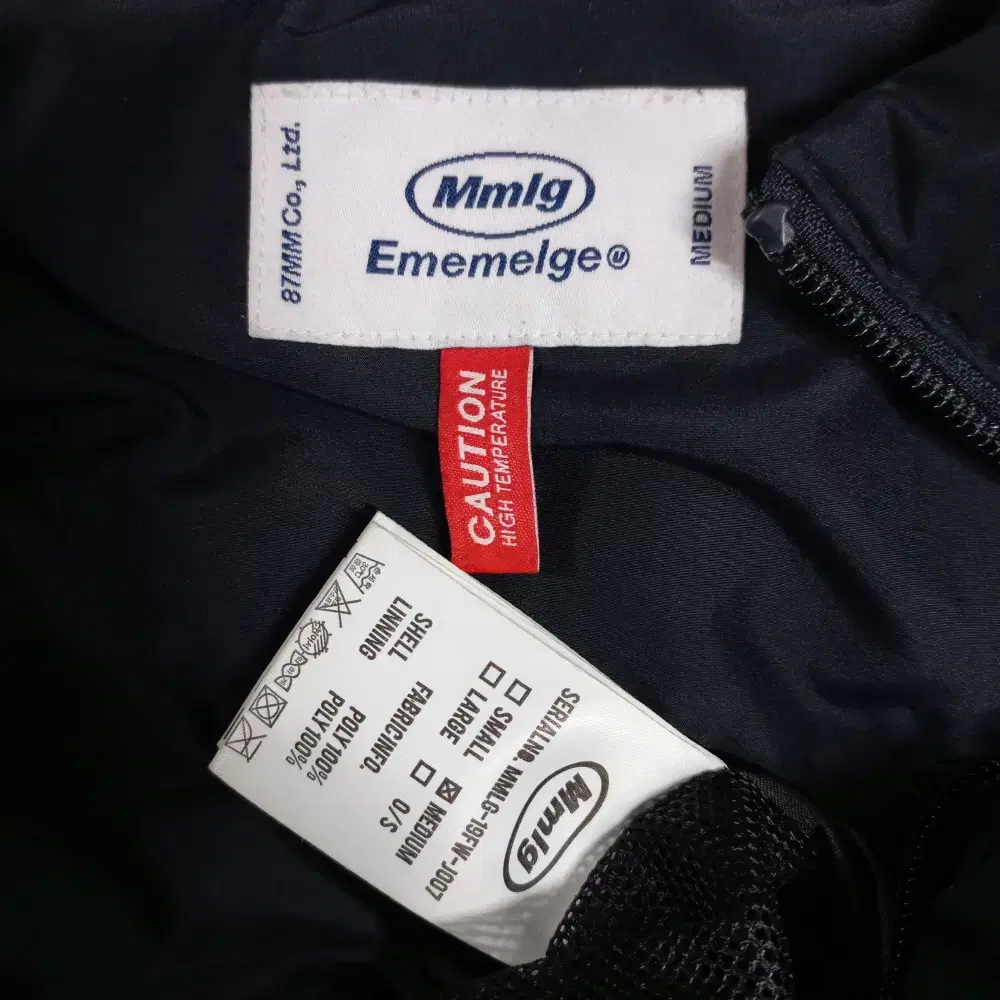 87MM Co., Ltd.
Mmlg
Ememelge
MEDIUM
CAUTION
HIGH TEMPERATURE
Mmlg
SERIALNO. MMLG-19FW-J007
SMALL
MEDIUM
LARGE
O/S
FABRICINFO.
SHELL POLY100%
LINNING POLY100%